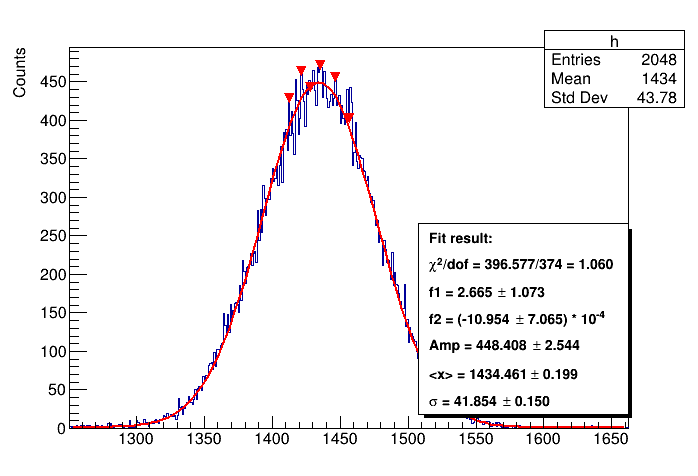 h
Entries 2048
Mean 1434
Std Dev 43.78
Counts
450
400
350
300
250
200
150
100
50
0
Fit result:
χ²/dof = 396.577/374 = 1.060
f1 = 2.665 ± 1.073
f2 = (-10.954 ± 7.065) * 10⁻⁴
Amp = 448.408 ± 2.544
<x> = 1434.461 ± 0.199
σ = 41.854 ± 0.150
1300 1350 1400 1450 1500 1550 1600 1650